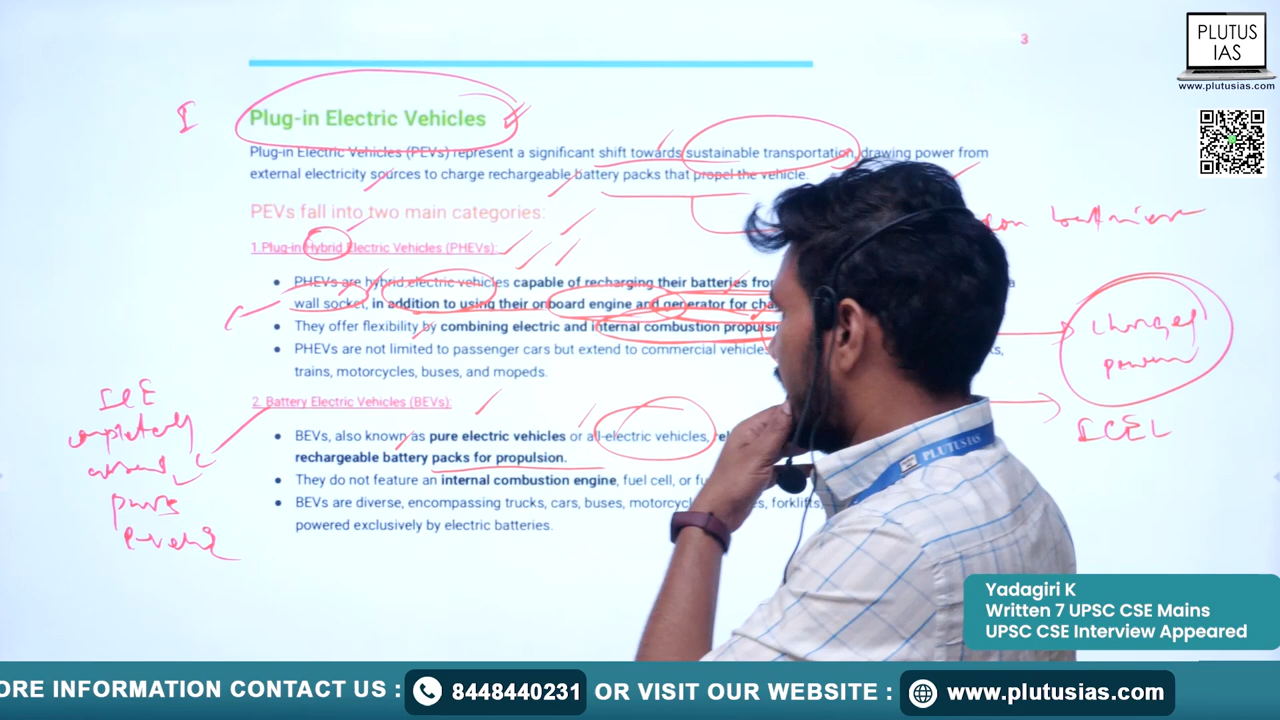 3
PLUTUS
IAS
www.plutusias.com
I
Plug-in Electric Vehicles
Plug-in Electric Vehicles (PEVs) represent a significant shift towards sustainable transportation, drawing power from
external electricity sources to charge rechargeable battery packs that propel the vehicle.
PEVs fall into two main categories:
1.Plug-in Hybrid Electric Vehicles (PHEVs):
PHEVs are hybrid electric vehicles capable of recharging their batteries
wall socket, in addition to using their onboard engine and generator for
They offer flexibility by combining electric and internal combustion
PHEVs are not limited to passenger cars but extend to commercial vehicles
trains, motorcycles, buses, and mopeds.
charged
power
2. Battery Electric Vehicles (BEVs):
ICE
completely
BEVs, also known as pure electric vehicles or all-electric vehicles,
rechargeable battery packs for propulsion.
They do not feature an internal combustion engine, fuel cell, or
BEVs are diverse, encompassing trucks, cars, buses, forklifts,
powered exclusively by electric batteries.
PLUTUS IAS
Yadagiri K
Written 7 UPSC CSE Mains
UPSC CSE Interview Appeared
ORE INFORMATION CONTACT US : 8448440231 OR VISIT OUR WEBSITE : www.plutusias.com